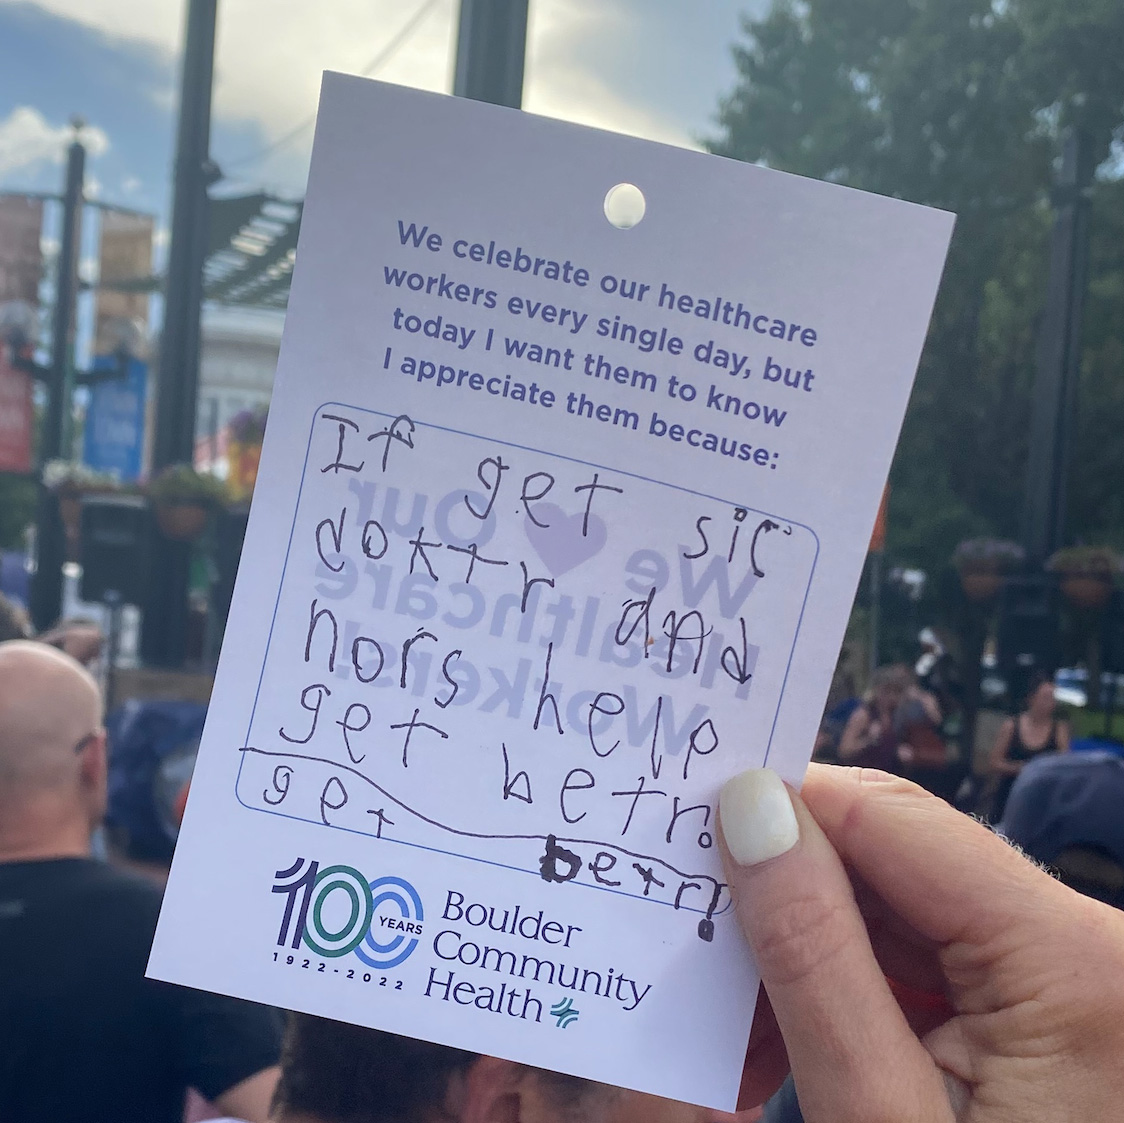 We celebrate our healthcare
workers every single day, but
today I want them to know
I appreciate them because:
If get sic
doktr and
nors help
get betr.
get betr!
We ♥ Our
Healthcare
Workers!
100
YEARS
1922-2022
Boulder
Community
Health